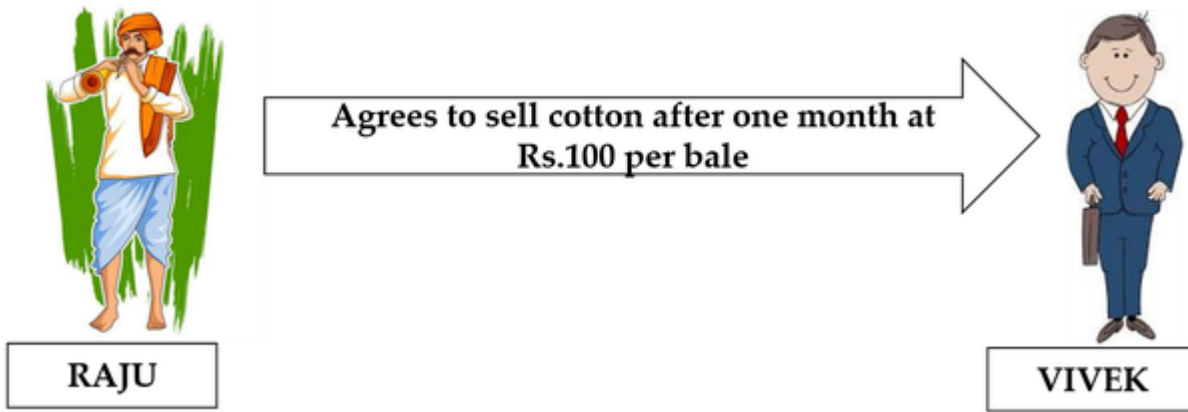 Agrees to sell cotton after one month at
Rs.100 per bale
RAJU
VIVEK